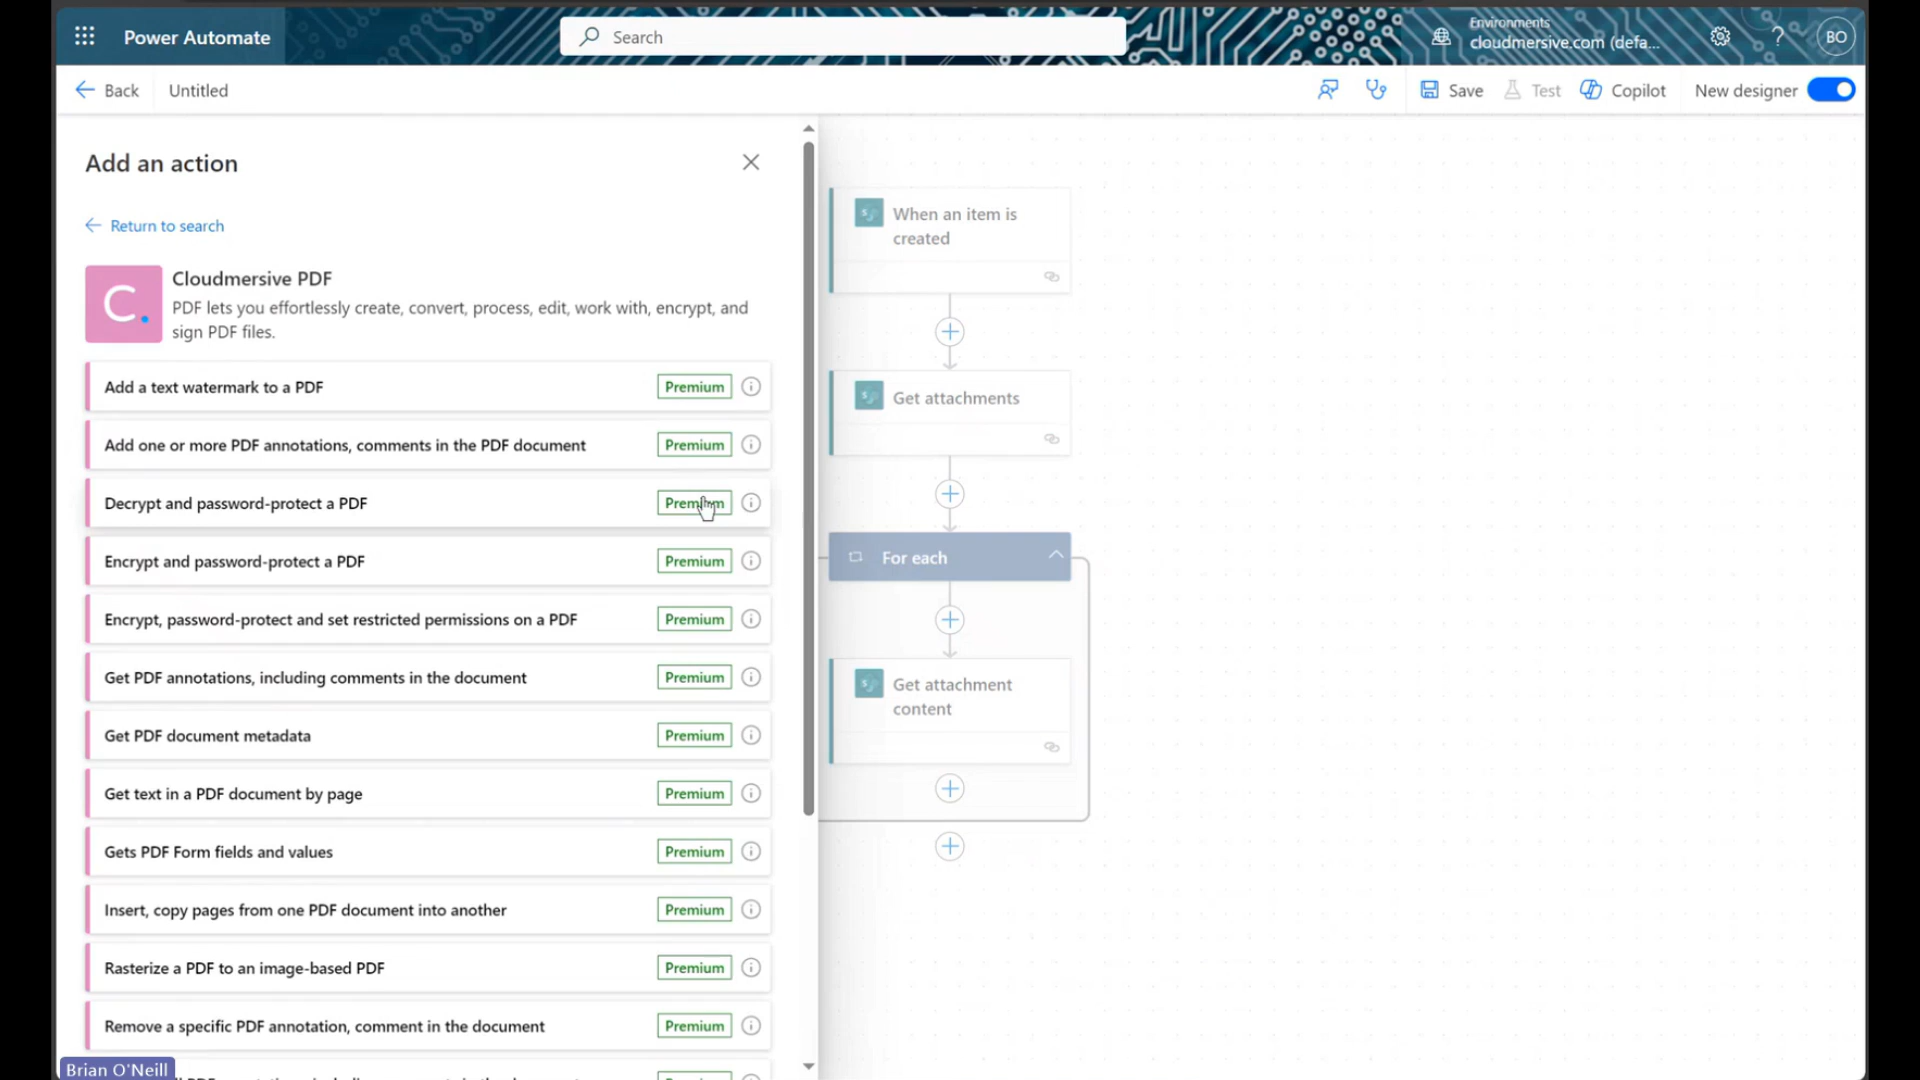 Power Automate
Search
Environments
cloudmersive.com (defa...
?
BO
Back
Untitled
Save
Test
Copilot
New designer
Add an action
Return to search
C.
Cloudmersive PDF
PDF lets you effortlessly create, convert, process, edit, work with, encrypt, and
sign PDF files.
Add a text watermark to a PDF
Premium
Add one or more PDF annotations, comments in the PDF document
Premium
Decrypt and password-protect a PDF
Premium
Encrypt and password-protect a PDF
Premium
Encrypt, password-protect and set restricted permissions on a PDF
Premium
Get PDF annotations, including comments in the document
Premium
Get PDF document metadata
Premium
Get text in a PDF document by page
Premium
Gets PDF Form fields and values
Premium
Insert, copy pages from one PDF document into another
Premium
Rasterize a PDF to an image-based PDF
Premium
Remove a specific PDF annotation, comment in the document
Premium
When an item is
created
Get attachments
For each
Get attachment
content
Brian O'Neill